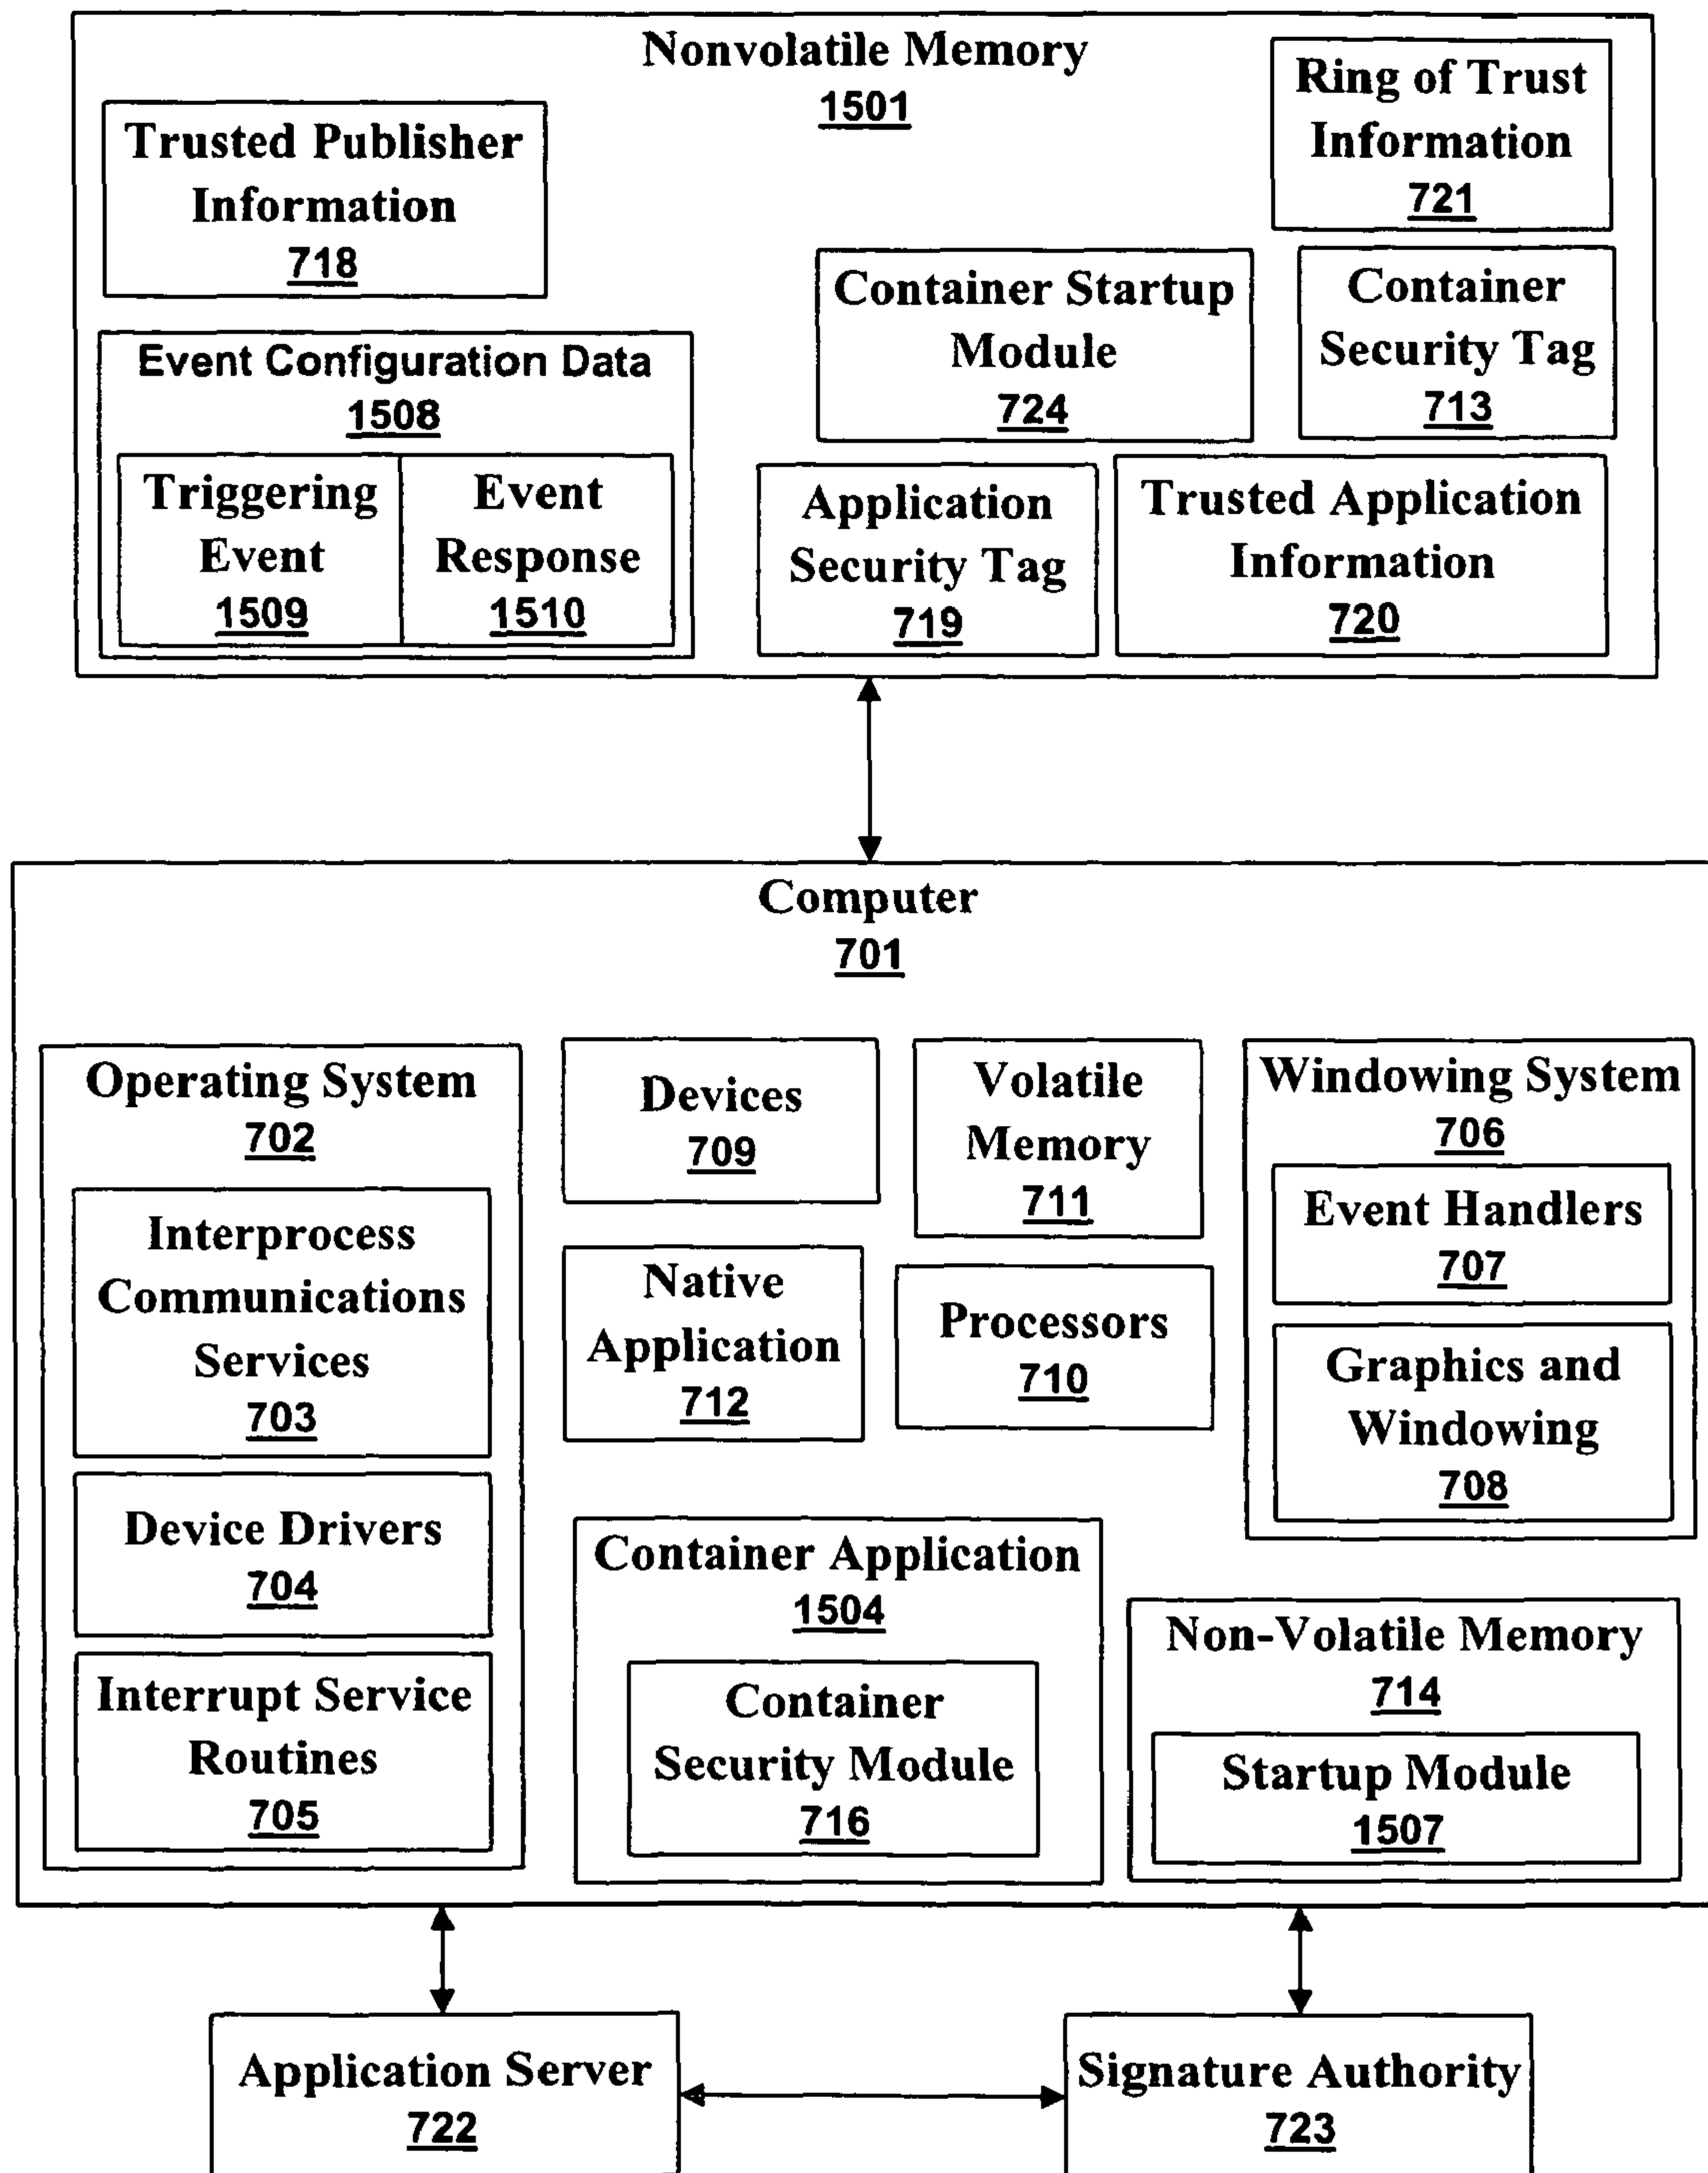 Nonvolatile Memory
1501
Ring of Trust
Information
721
Trusted Publisher
Information
718
Container Startup
Module
724
Container
Security Tag
713
Event Configuration Data
1508
Triggering
Event
1509
Event
Response
1510
Application
Security Tag
719
Trusted Application
Information
720
Computer
701
Operating System
702
Interprocess
Communications
Services
703
Device Drivers
704
Interrupt Service
Routines
705
Devices
709
Volatile
Memory
711
Native
Application
712
Processors
710
Windowing System
706
Event Handlers
707
Graphics and
Windowing
708
Container Application
1504
Container
Security Module
716
Non-Volatile Memory
714
Startup Module
1507
Application Server
722
Signature Authority
723